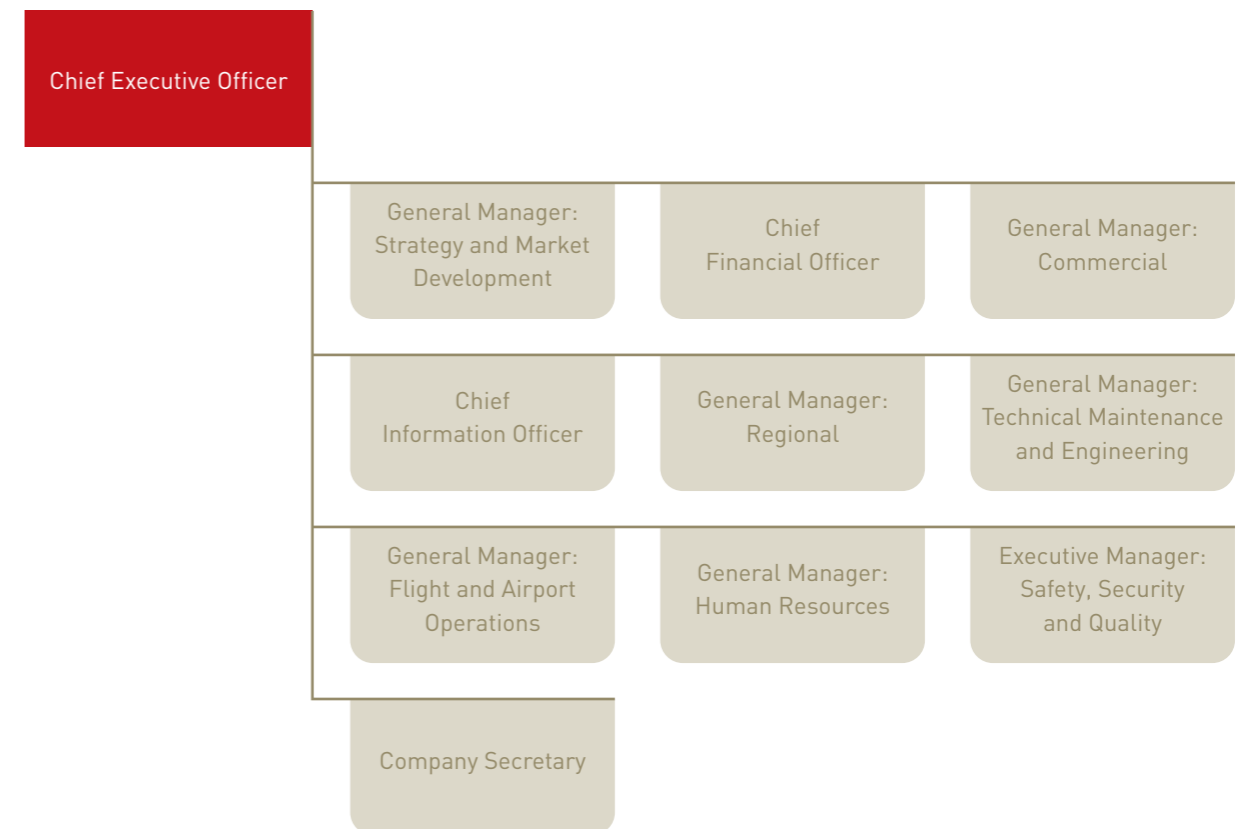 Chief Executive Officer
General Manager:
Strategy and Market
Development
Chief
Financial Officer
General Manager:
Commercial
Chief
Information Officer
General Manager:
Regional
General Manager:
Technical Maintenance
and Engineering
General Manager:
Flight and Airport
Operations
General Manager:
Human Resources
Executive Manager:
Safety, Security
and Quality
Company Secretary